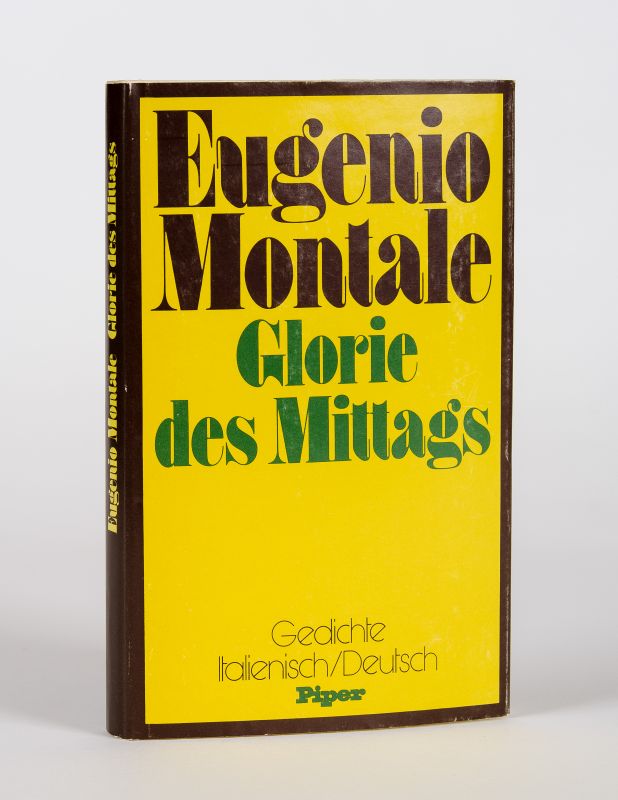 Eugenio
Montale
Glorie
des Mittags
Gedichte
Italienisch/Deutsch
Piper
Eugenio Montale Glorie des Mittags